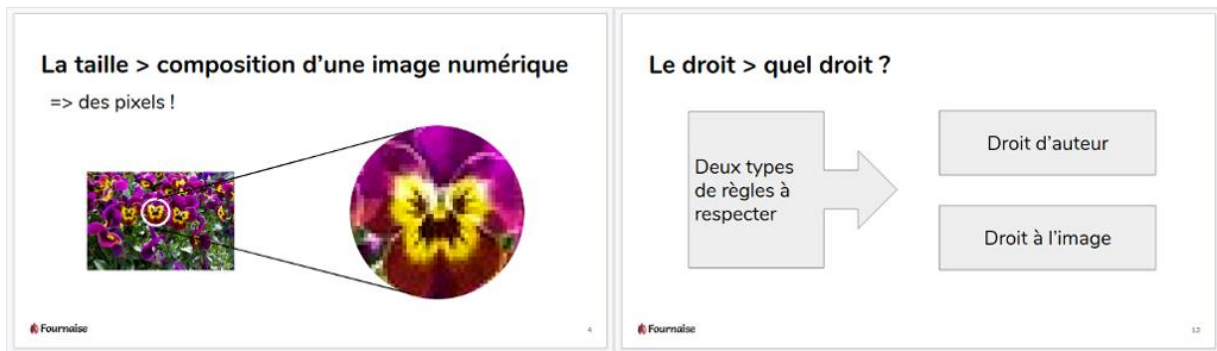 La taille > composition d’une image numérique
=> des pixels !
Fournaise
4
Le droit > quel droit ?
Deux types
de règles à
respecter
Droit d’auteur
Droit à l’image
Fournaise
12